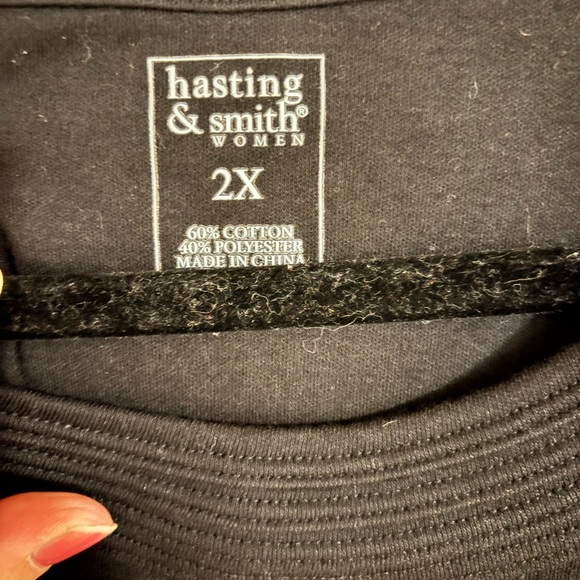 hasting
& smith®
WOMEN
2X
60% COTTON
40% POLYESTER
MADE IN CHINA